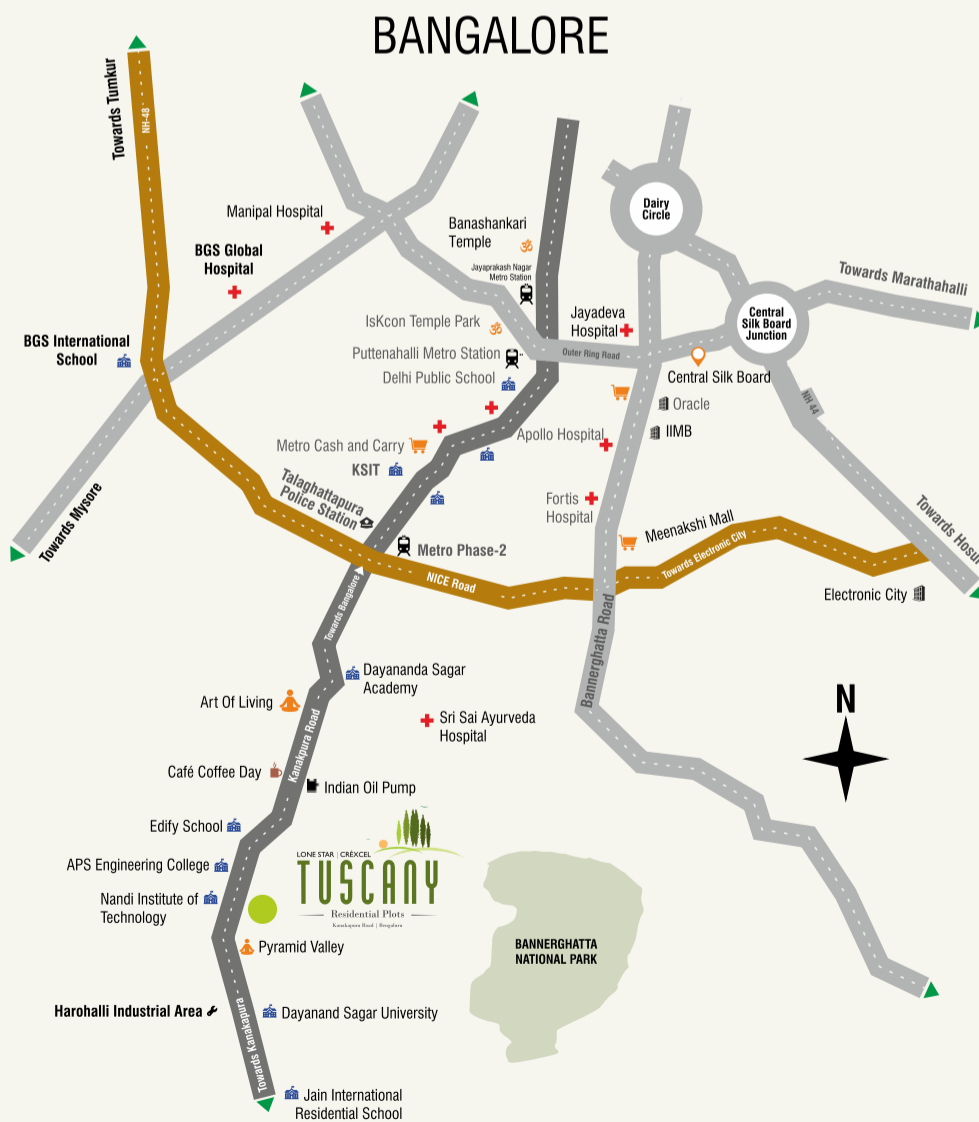 BANGALORE
Towards Tumkur
NH-48
Manipal Hospital
BGS Global
Hospital
BGS International
School
Towards Mysore
Banashankari
Temple
Jayaprakash Nagar
Metro Station
IsKcon Temple Park
Puttenahalli Metro Station
Delhi Public School
Metro Cash and Carry
KSIT
Talaghattapura
Police Station
Dairy
Circle
Towards Marathahalli
Central
Silk Board
Junction
Jayadeva
Hospital
Outer Ring Road
Central Silk Board
Oracle
IIMB
NH 44
Apollo Hospital
Fortis
Hospital
Meenakshi Mall
Towards Hosur
Towards Electronic City
Electronic City
Metro Phase-2
NICE Road
Towards Bangalore
Bannerghatta Road
Dayananda Sagar
Academy
Art Of Living
Sri Sai Ayurveda
Hospital
Kanakpura Road
N
Café Coffee Day
Indian Oil Pump
Edify School
APS Engineering College
Nandi Institute of
Technology
LONE STAR | CRÉXCEL
TUSCANY
Residential Plots
Kanakapura Road | Bengaluru
BANNERGHATTA
NATIONAL PARK
Pyramid Valley
Harohalli Industrial Area
Dayanand Sagar University
Towards Kanakapura
Jain International
Residential School